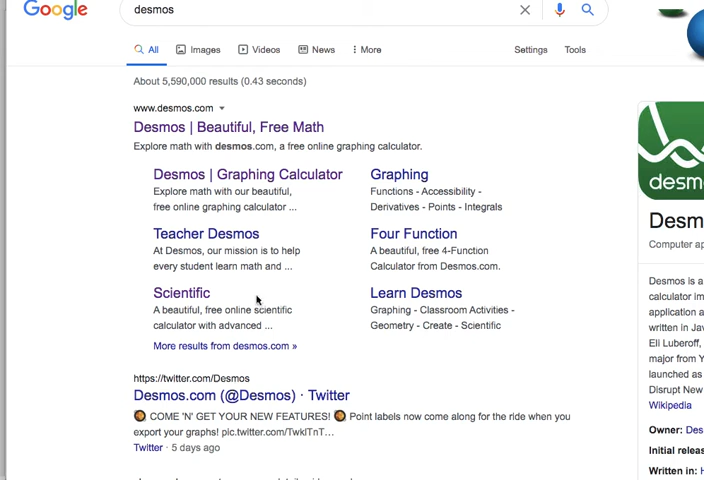 Google
desmos
All
Images
Videos
News
More
Settings
Tools
About 5,590,000 results (0.43 seconds)
www.desmos.com
Desmos | Beautiful, Free Math
Explore math with desmos.com, a free online graphing calculator.
Desmos | Graphing Calculator
Explore math with our beautiful,
free online graphing calculator ...
Graphing
Functions - Accessibility -
Derivatives - Points - Integrals
Teacher Desmos
At Desmos, our mission is to help
every student learn math and ...
Four Function
A beautiful, free 4-Function
Calculator from Desmos.com.
Scientific
A beautiful, free online scientific
calculator with advanced ...
Learn Desmos
Graphing - Classroom Activities -
Geometry - Create - Scientific
More results from desmos.com »
https://twitter.com/Desmos
Desmos.com (@Desmos) · Twitter
COME 'N' GET YOUR NEW FEATURES! Point labels now come along for the ride when you
export your graphs! pic.twitter.com/TwklTnT...
Twitter · 5 days ago
desm
Desm
Computer ap
Desmos is a
calculator im
application a
written in Jav
Eli Luberoff,
major from Y
launched as
Disrupt New
Wikipedia
Owner: Des
Initial releas
Written in: H